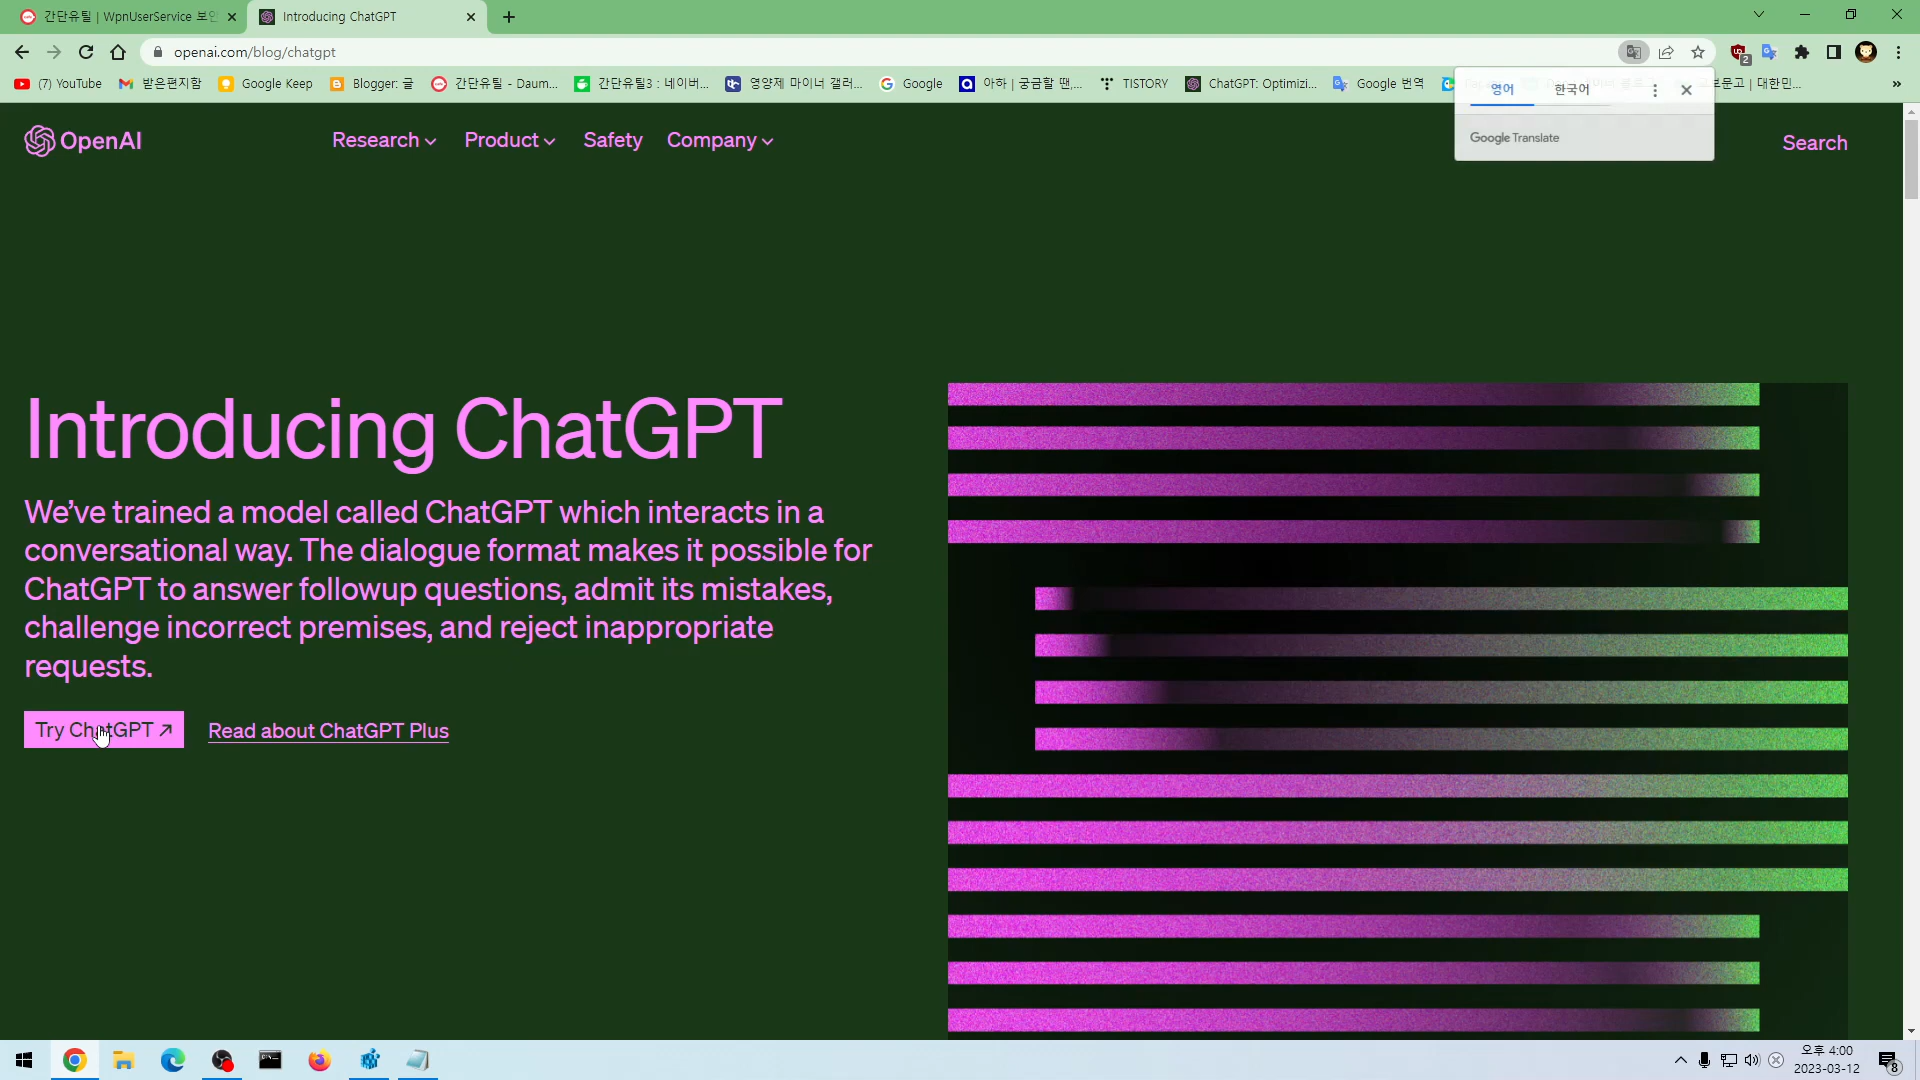 간단유틸 | WpnUserService 보안
Introducing ChatGPT
openai.com/blog/chatgpt
2
(7) YouTube
받은편지함
Google Keep
Blogger: 글
간단유틸 - Daum...
간단유틸3 : 네이버...
영양제 마이너 갤러...
Google
아하 | 궁금할 땐,...
TISTORY
ChatGPT: Optimizi...
Google 번역
대한민...
»
영어
한국어
Google Translate
OpenAI
Research
Product
Safety
Company
Search
Introducing ChatGPT
We've trained a model called ChatGPT which interacts in a
conversational way. The dialogue format makes it possible for
ChatGPT to answer followup questions, admit its mistakes,
challenge incorrect premises, and reject inappropriate
requests.
Try ChatGPT ↗
Read about ChatGPT Plus
오후 4:00
2023-03-12
8